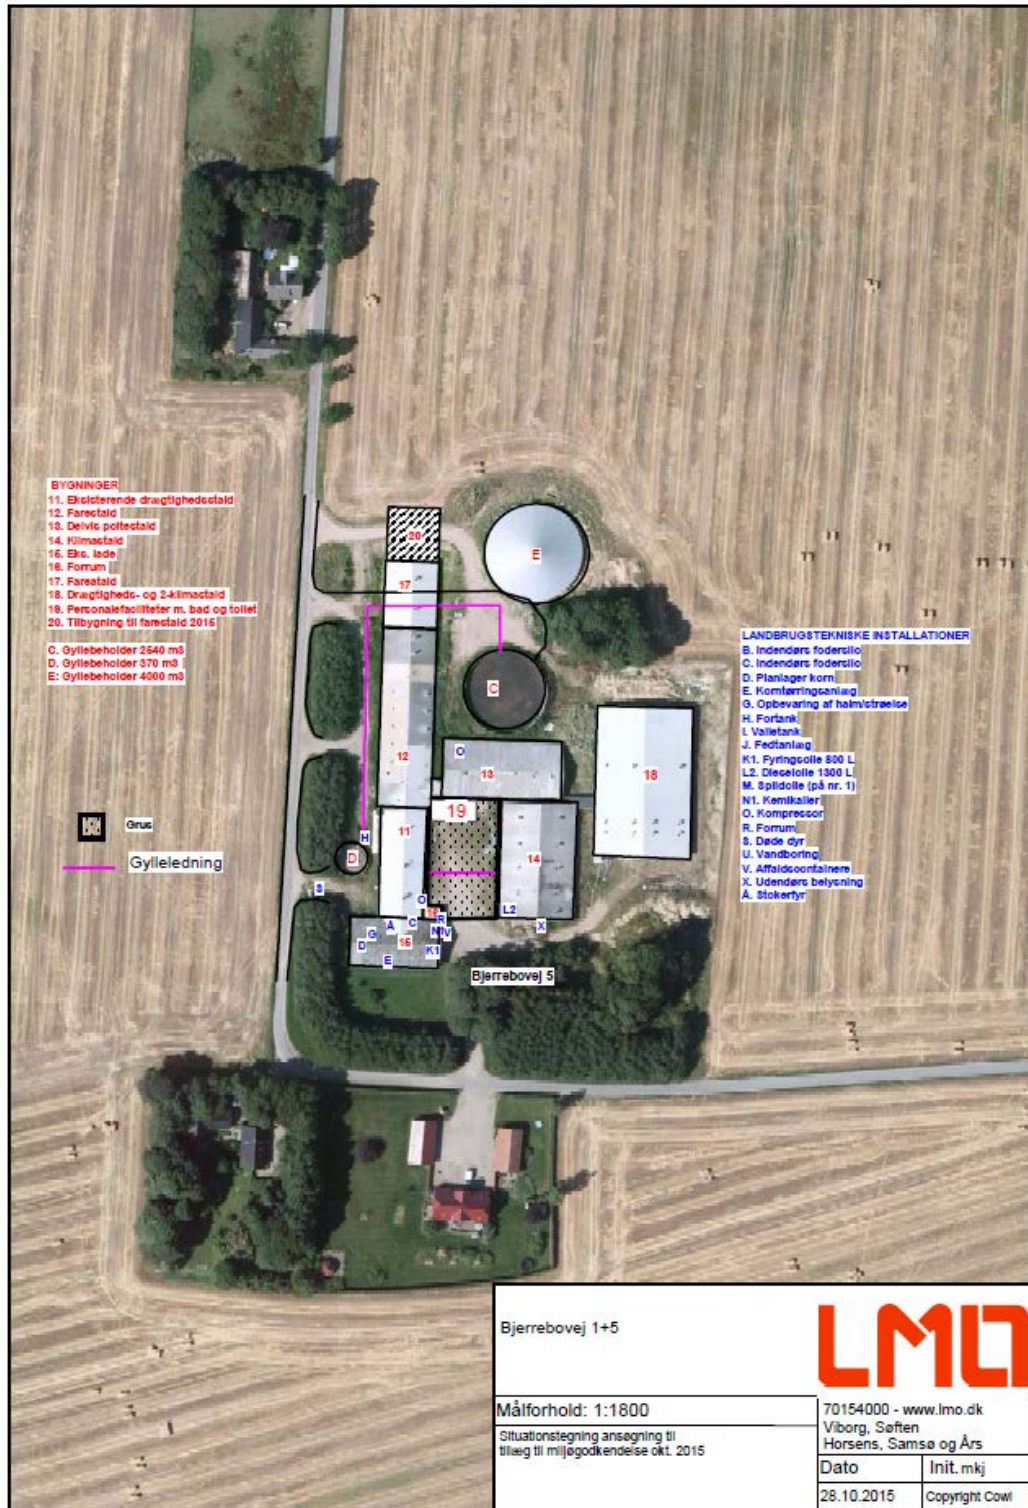 BYGNINGER
11. Eksisterende drægtighedsstald
12. Farestald
13. Delvis poltestald
14. Klimastald
15. Eks. lade
16. Forrum
17. Farestald
18. Drægtigheds- og 2-klimastald
19. Personalefaciliteter m. bad og toilet
20. Tilbygning til farestald 2015
C. Gyllebeholder 2540 m3
D. Gyllebeholder 370 m3
E: Gyllebeholder 4000 m3
Grus
Gylleledning
20
17
E
C
12
O
13
18
19
11
14
H
D
S
O
L2
X
16
R
Å
C
G
N1
V
D
15
K1
E
Bjerrebovej 5
LANDBRUGSTEKNISKE INSTALLATIONER
B. Indendørs fodersilo
C. Indendørs fodersilo
D. Planlager korn
E. Korntørringsanlæg
G. Opbevaring af halm/strøelse
H. Fortank
I. Valletank
J. Fedtanlæg
K1. Fyringsolie 800 L
L2. Dieselolie 1300 L
M. Spildolie (på nr. 1)
N1. Kemikalier
O. Kompressor
R. Forrum
S. Døde dyr
U. Vandboring
V. Affaldscontainere
X. Udendørs belysning
Å. Stokerfyr
Bjerrebovej 1+5
Målforhold: 1:1800
Situationstegning ansøgning til
tillæg til miljøgodkendelse okt. 2015
LMO
70154000 - www.lmo.dk
Viborg, Søften
Horsens, Samsø og Års
Dato
Init. mkj
28.10.2015
Copyright Cowi